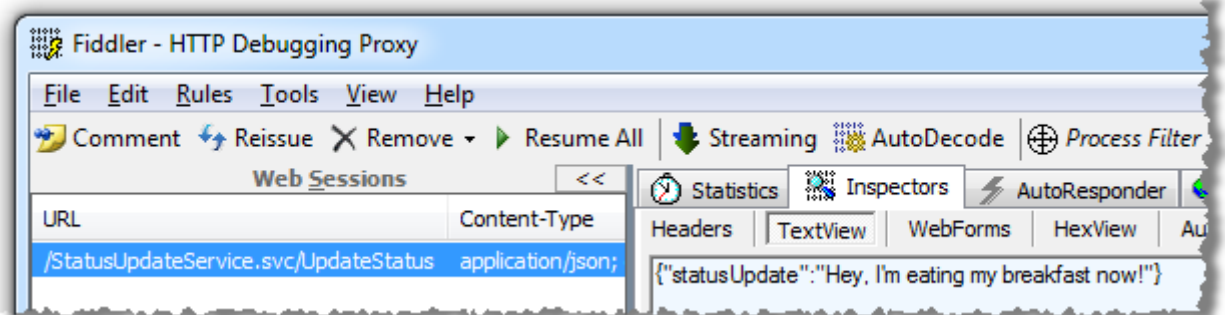 Fiddler - HTTP Debugging Proxy
File Edit Rules Tools View Help
Comment Reissue Remove Resume All Streaming AutoDecode Process Filter
Web Sessions <<
Statistics Inspectors AutoResponder
URL Content-Type
Headers TextView WebForms HexView Au
/StatusUpdateService.svc/UpdateStatus application/json;
{"statusUpdate":"Hey, I'm eating my breakfast now!"}